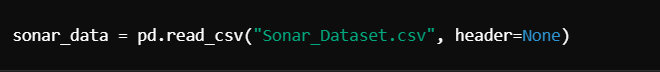 sonar_data = pd.read_csv("Sonar_Dataset.csv", header=None)